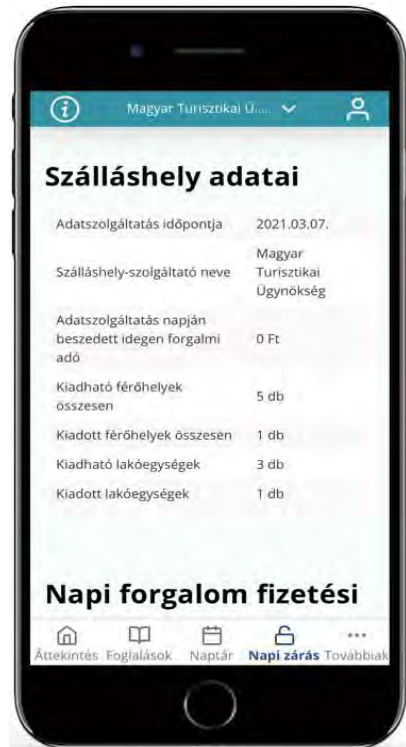 Magyar Turisztikai Ü.....
Szálláshely adatai
Adatszolgáltatás időpontja 2021.03.07.
Szálláshely-szolgáltató neve Magyar
Turisztikai
Ügynökség
Adatszolgáltatás napján
beszedett idegen forgalmi
adó 0 Ft
Kiadható férőhelyek
összesen 5 db
Kiadott férőhelyek összesen 1 db
Kiadható lakóegységek 3 db
Kiadott lakóegységek 1 db
Napi forgalom fizetési
Áttekintés Foglalások Naptár Napi zárás Továbbiak